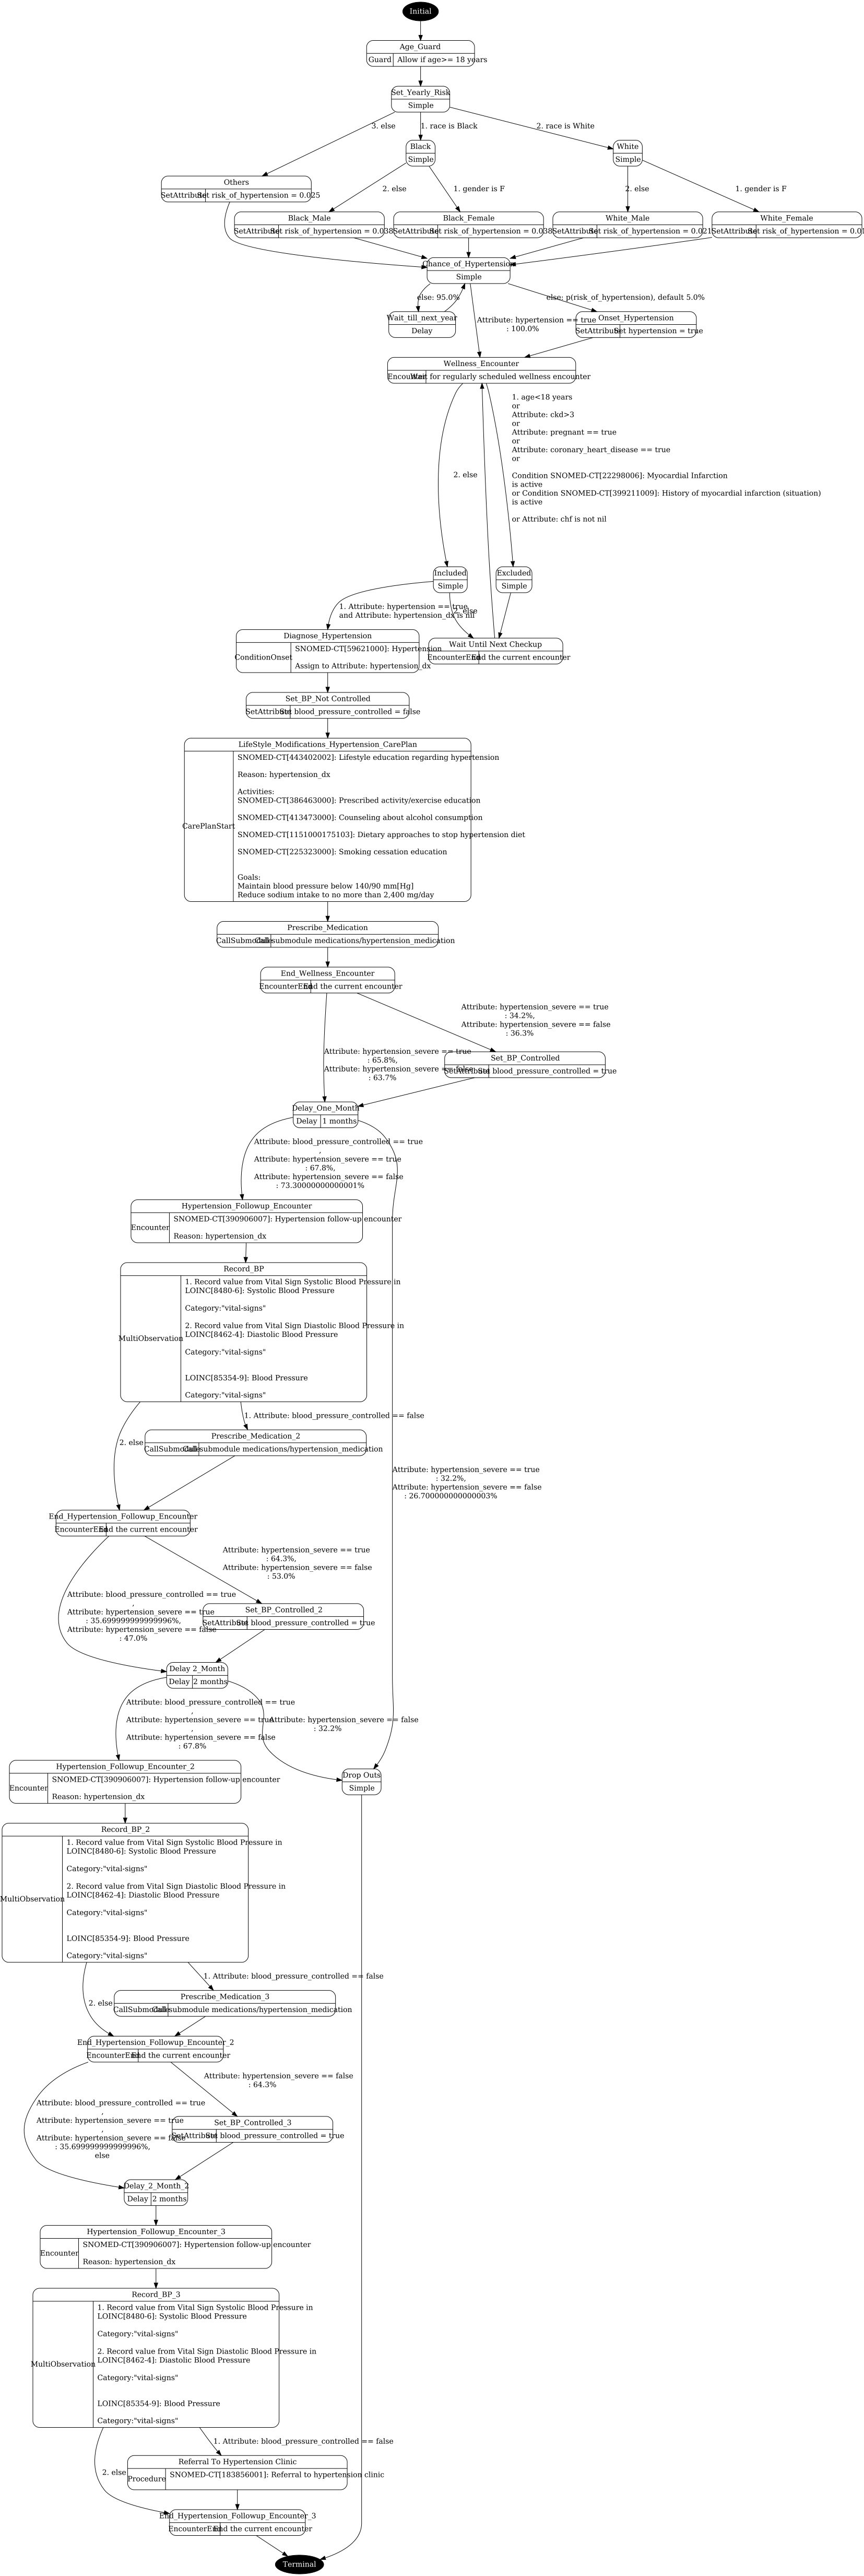 Initial
Age_Guard
Guard Allow if age>= 18 years
Set_Yearly_Risk
Simple
3. else
1. race is Black
2. race is White
Black
Simple
White
Simple
Others
SetAttribute Set risk_of_hypertension = 0.025
2. else
1. gender is F
2. else
1. gender is F
Black_Male
SetAttribute Set risk_of_hypertension = 0.038
Black_Female
SetAttribute Set risk_of_hypertension = 0.038
White_Male
SetAttribute Set risk_of_hypertension = 0.021
White_Female
SetAttribute Set risk_of_hypertension =
Chance_of_Hypertension
Simple
else: 95.0%
else: p(risk_of_hypertension), default 5.0%
Wait_till_next_year
Delay
Attribute: hypertension == true
: 100.0%
Onset_Hypertension
SetAttribute Set hypertension = true
Wellness_Encounter
Encounter Wait for regularly scheduled wellness encounter
1. age<18 years
or
Attribute: ckd>3
or
Attribute: pregnant == true
or
Attribute: coronary_heart_disease == true
or
Condition SNOMED-CT[22298006]: Myocardial Infarction
is active
or Condition SNOMED-CT[399211009]: History of myocardial infarction (situation)
is active
or Attribute: chf is not nil
2. else
Included
Simple
Excluded
Simple
1. Attribute: hypertension == true
and Attribute: hypertension_dx is nil
2. else
Diagnose_Hypertension
ConditionOnset
SNOMED-CT[59621000]: Hypertension
Assign to Attribute: hypertension_dx
Wait Until Next Checkup
EncounterEnd End the current encounter
Set_BP_Not Controlled
SetAttribute Set blood_pressure_controlled = false
LifeStyle_Modifications_Hypertension_CarePlan
CarePlanStart
SNOMED-CT[443402002]: Lifestyle education regarding hypertension
Reason: hypertension_dx
Activities:
SNOMED-CT[386463000]: Prescribed activity/exercise education
SNOMED-CT[413473000]: Counseling about alcohol consumption
SNOMED-CT[1151000175103]: Dietary approaches to stop hypertension diet
SNOMED-CT[225323000]: Smoking cessation education
Goals:
Maintain blood pressure below 140/90 mm[Hg]
Reduce sodium intake to no more than 2,400 mg/day
Prescribe_Medication
CallSubmodule Call submodule medications/hypertension_medication
End_Wellness_Encounter
EncounterEnd End the current encounter
Attribute: hypertension_severe == true
: 34.2%,
Attribute: hypertension_severe == false
: 36.3%
Attribute: hypertension_severe == true
: 65.8%,
Attribute: hypertension_severe == false
: 63.7%
Set_BP_Controlled
SetAttribute Set blood_pressure_controlled = true
Delay_One_Month
Delay 1 months
Attribute: blood_pressure_controlled == true
,
Attribute: hypertension_severe == true
: 67.8%,
Attribute: hypertension_severe == false
: 73.30000000000001%
Hypertension_Followup_Encounter
Encounter
SNOMED-CT[390906007]: Hypertension follow-up encounter
Reason: hypertension_dx
Record_BP
MultiObservation
1. Record value from Vital Sign Systolic Blood Pressure in
LOINC[8480-6]: Systolic Blood Pressure
Category:"vital-signs"
2. Record value from Vital Sign Diastolic Blood Pressure in
LOINC[8462-4]: Diastolic Blood Pressure
Category:"vital-signs"
LOINC[85354-9]: Blood Pressure
Category:"vital-signs"
1. Attribute: blood_pressure_controlled == false
2. else
Prescribe_Medication_2
CallSubmodule Call submodule medications/hypertension_medication
Attribute: hypertension_severe == true
: 32.2%,
Attribute: hypertension_severe == false
: 26.700000000000003%
End_Hypertension_Followup_Encounter
EncounterEnd End the current encounter
Attribute: hypertension_severe == true
: 64.3%,
Attribute: hypertension_severe == false
: 53.0%
Attribute: blood_pressure_controlled == true
,
Attribute: hypertension_severe == true
: 35.699999999999996%,
Attribute: hypertension_severe == false
: 47.0%
Set_BP_Controlled_2
SetAttribute Set blood_pressure_controlled = true
Delay 2_Month
Delay 2 months
Attribute: blood_pressure_controlled == true
,
Attribute: hypertension_severe == true
,
Attribute: hypertension_severe == false
: 67.8%
Attribute: hypertension_severe == false
: 32.2%
Hypertension_Followup_Encounter_2
Encounter
SNOMED-CT[390906007]: Hypertension follow-up encounter
Reason: hypertension_dx
Drop Outs
Simple
Record_BP_2
MultiObservation
1. Record value from Vital Sign Systolic Blood Pressure in
LOINC[8480-6]: Systolic Blood Pressure
Category:"vital-signs"
2. Record value from Vital Sign Diastolic Blood Pressure in
LOINC[8462-4]: Diastolic Blood Pressure
Category:"vital-signs"
LOINC[85354-9]: Blood Pressure
Category:"vital-signs"
1. Attribute: blood_pressure_controlled == false
2. else
Prescribe_Medication_3
CallSubmodule Call submodule medications/hypertension_medication
End_Hypertension_Followup_Encounter_2
EncounterEnd End the current encounter
Attribute: hypertension_severe == false
: 64.3%
Attribute: blood_pressure_controlled == true
,
Attribute: hypertension_severe == true
,
Attribute: hypertension_severe == false
: 35.699999999999996%,
else
Set_BP_Controlled_3
SetAttribute Set blood_pressure_controlled = true
Delay_2_Month_2
Delay 2 months
Hypertension_Followup_Encounter_3
Encounter
SNOMED-CT[390906007]: Hypertension follow-up encounter
Reason: hypertension_dx
Record_BP_3
MultiObservation
1. Record value from Vital Sign Systolic Blood Pressure in
LOINC[8480-6]: Systolic Blood Pressure
Category:"vital-signs"
2. Record value from Vital Sign Diastolic Blood Pressure in
LOINC[8462-4]: Diastolic Blood Pressure
Category:"vital-signs"
LOINC[85354-9]: Blood Pressure
Category:"vital-signs"
1. Attribute: blood_pressure_controlled == false
2. else
Referral To Hypertension Clinic
Procedure SNOMED-CT[183856001]: Referral to hypertension clinic
End_Hypertension_Followup_Encounter_3
EncounterEnd End the current encounter
Terminal